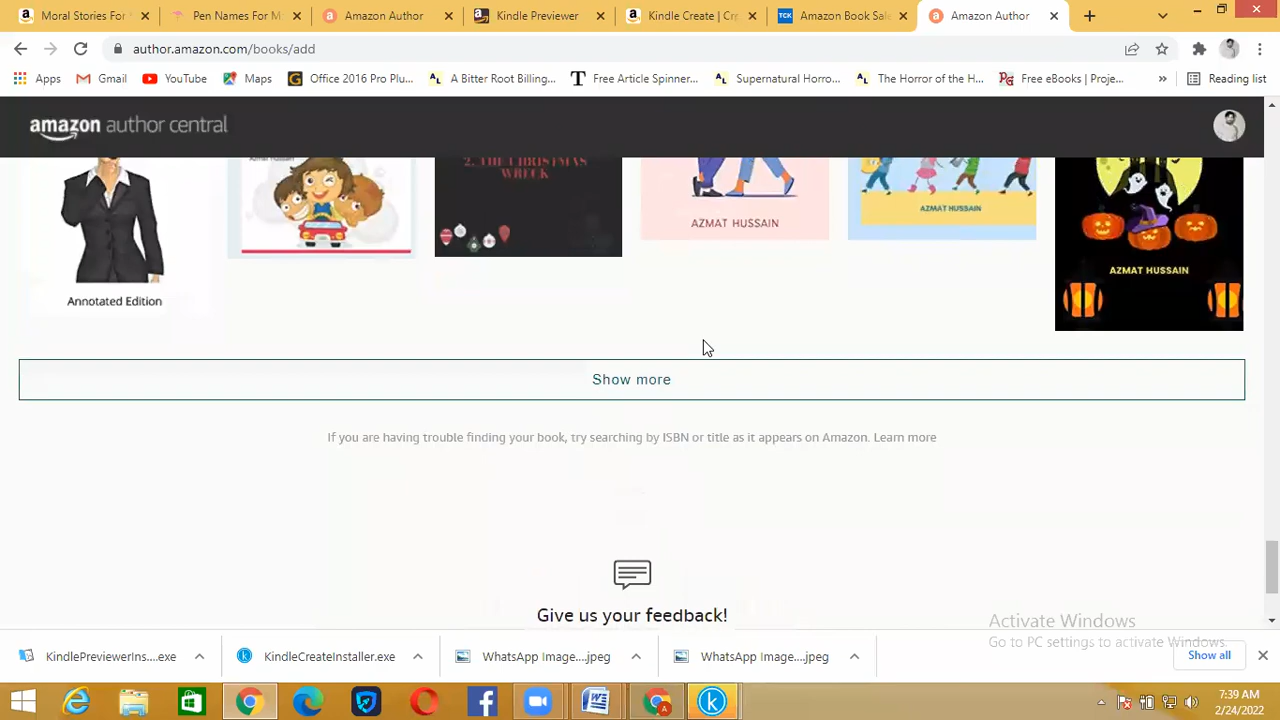 Moral Stories For
Pen Names For M
Amazon Author
Kindle Previewer
Kindle Create | Cr
TCK
Amazon Book Sale
Amazon Author
author.amazon.com/books/add
Apps
Gmail
YouTube
Maps
Office 2016 Pro Plu...
A Bitter Root Billing...
Free Article Spinner...
Supernatural Horro...
The Horror of the H...
Free eBooks | Proje...
Reading list
amazon author central
2. THE CHRISTMAS
WRECK
AZMAT HUSSAIN
AZMAT HUSSAIN
AZMAT HUSSAIN
Annotated Edition
Show more
If you are having trouble finding your book, try searching by ISBN or title as it appears on Amazon. Learn more
Give us your feedback!
Activate Windows
Go to PC settings to activate Windows.
KindlePreviewerIns....exe
KindleCreateInstaller.exe
WhatsApp Image....jpeg
WhatsApp Image....jpeg
Show all
7:39 AM
2/24/2022